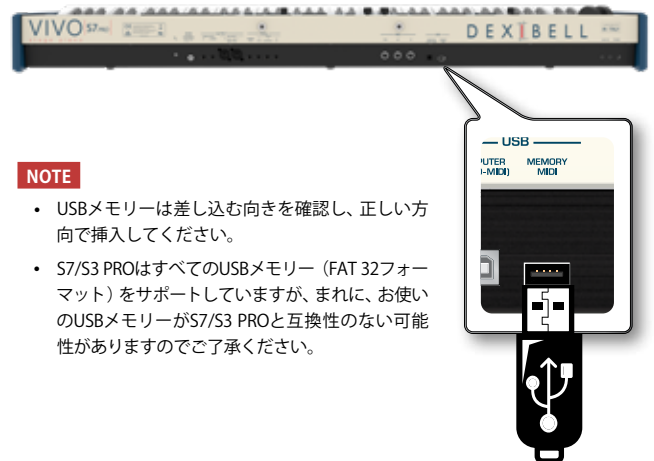 VIVO S7 PRO
DEXIBELL
USB
PUTER
MEMORY
-MIDI)
MIDI
NOTE
• USBメモリーは差し込む向きを確認し、正しい方
向で挿入してください。
• S7/S3 PROはすべてのUSBメモリー（FAT 32フォー
マット）をサポートしていますが、まれに、お使い
のUSBメモリーがS7/S3 PROと互換性のない可能
性がありますのでご了承ください。